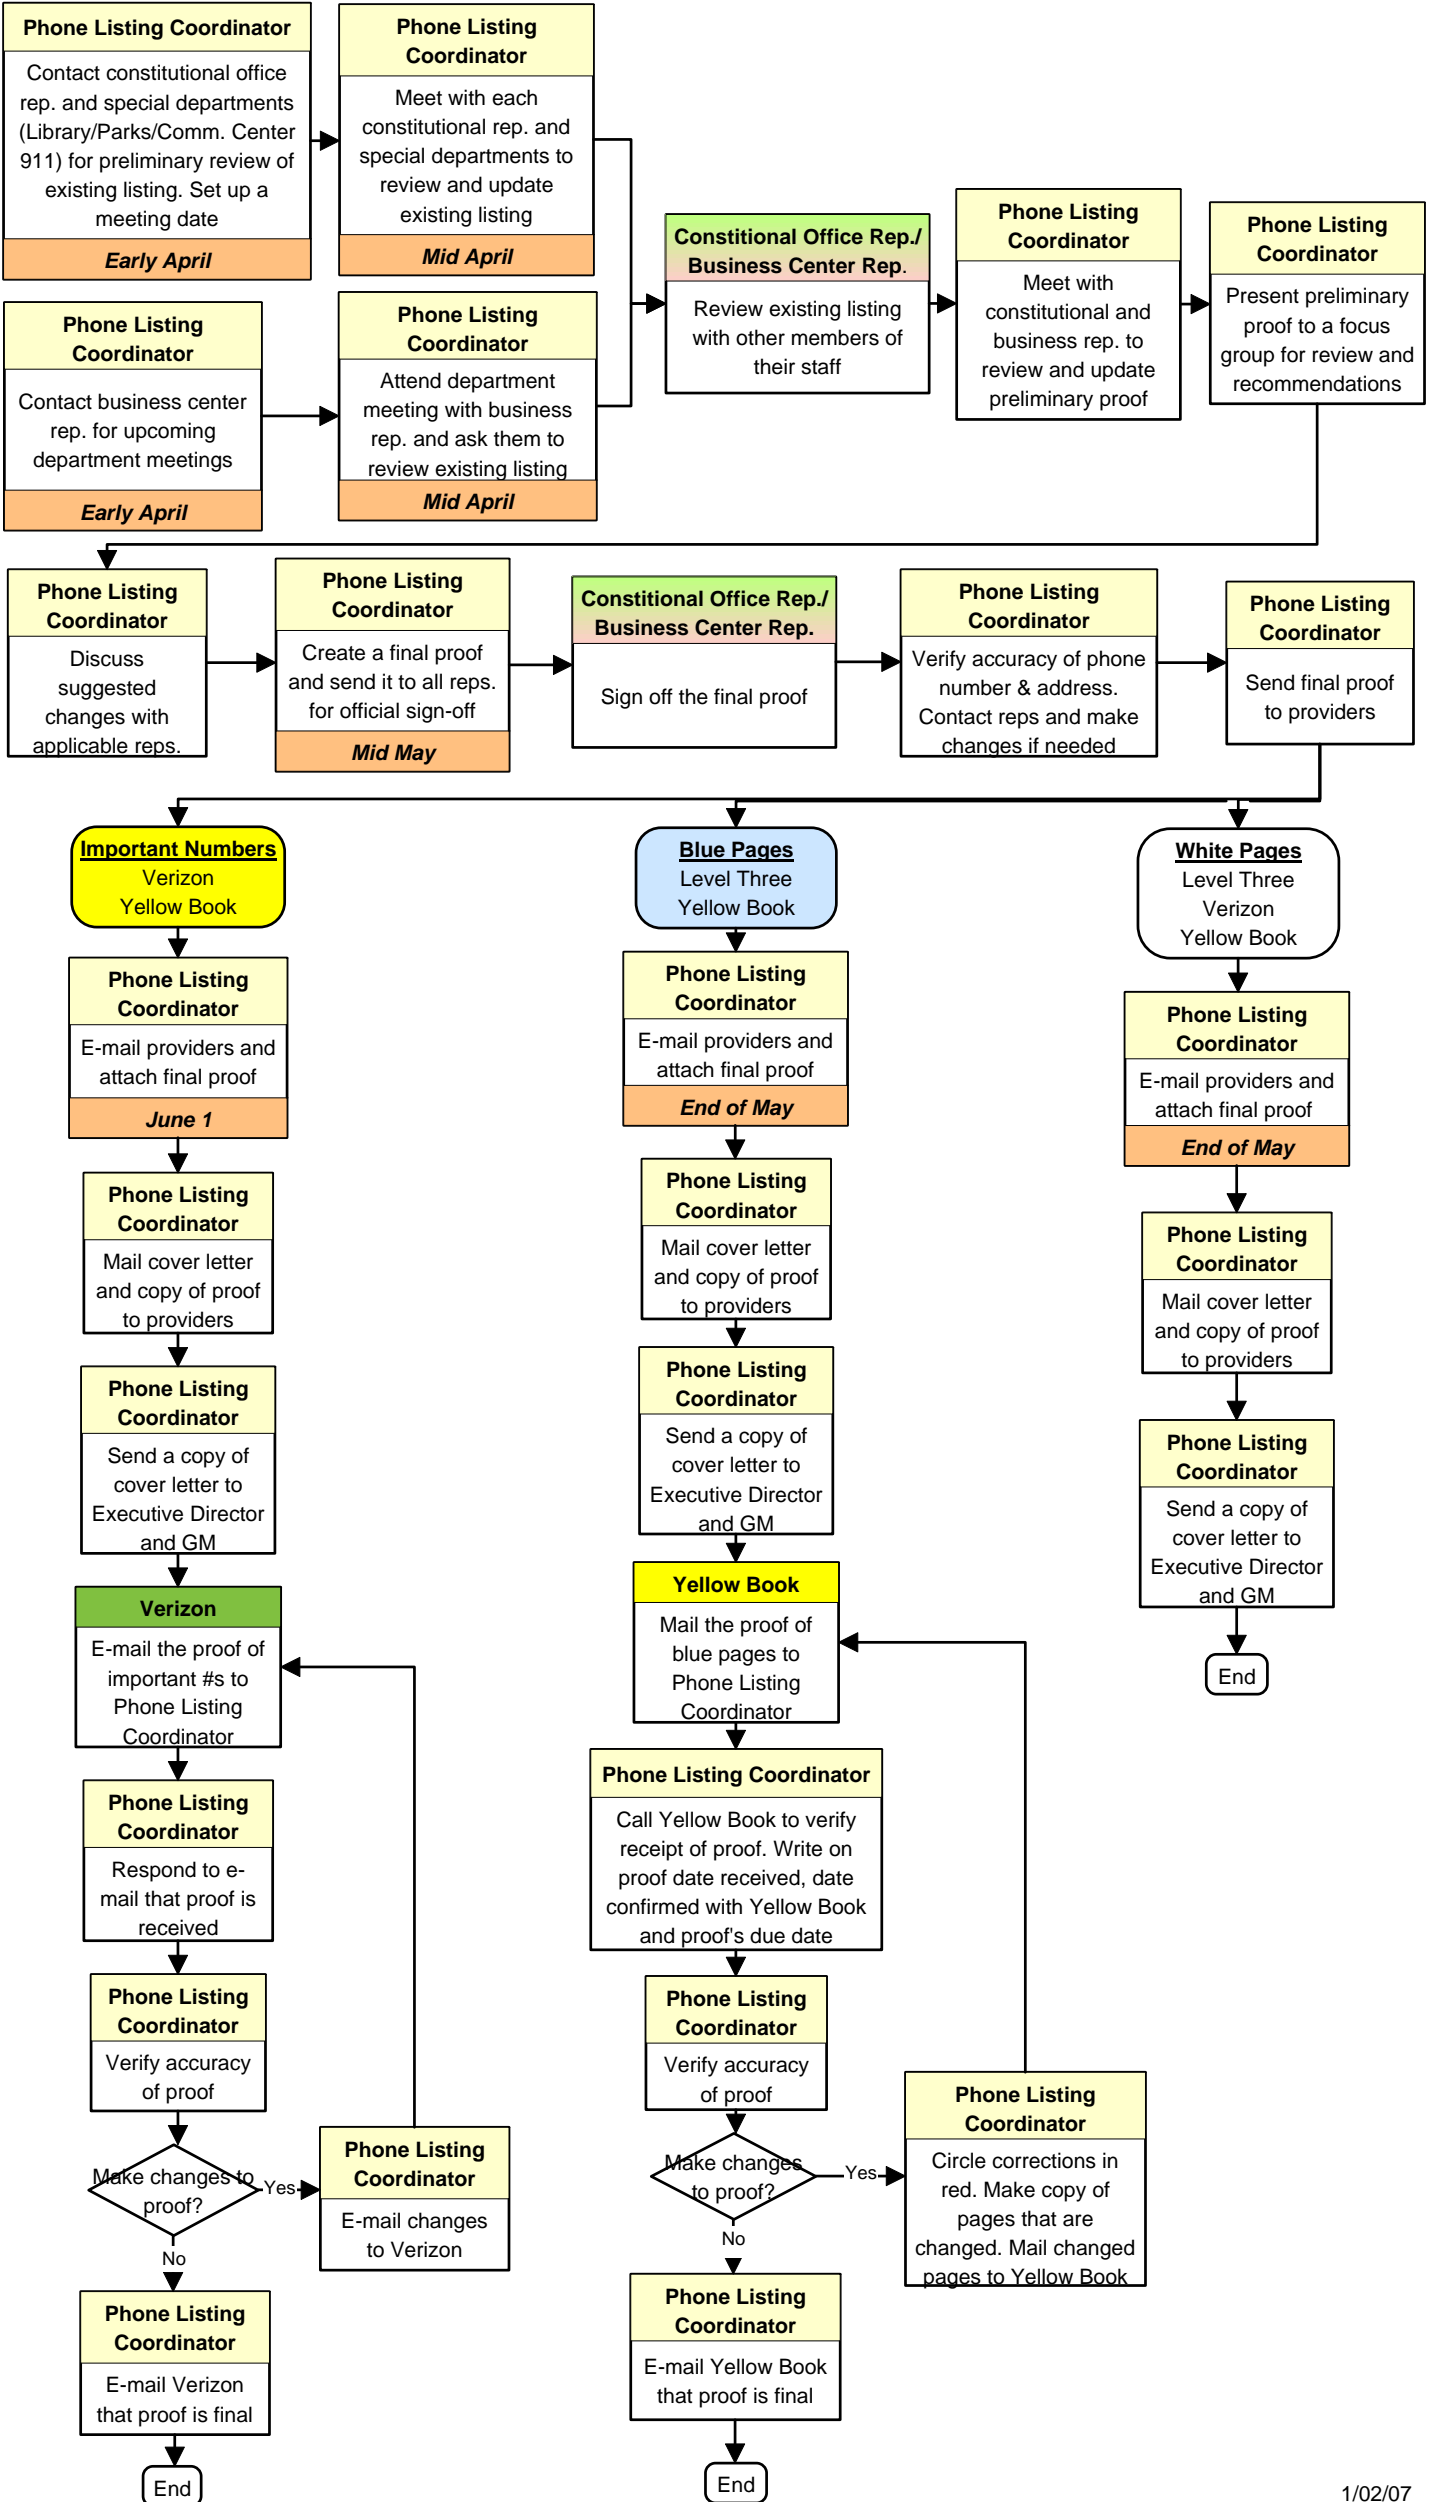 Phone Listing Coordinator
Contact constitutional office
rep. and special departments
(Library/Parks/Comm. Center
911) for preliminary review of
existing listing. Set up a
meeting date
Early April
Phone Listing
Coordinator
Meet with each
constitutional rep. and
special departments to
review and update
existing listing
Mid April
Phone Listing
Coordinator
Contact business center
rep. for upcoming
department meetings
Early April
Phone Listing
Coordinator
Attend department
meeting with business
rep. and ask them to
review existing listing
Mid April
Constitional Office Rep./
Business Center Rep.
Review existing listing
with other members of
their staff
Phone Listing
Coordinator
Meet with
constitutional and
business rep. to
review and update
preliminary proof
Phone Listing
Coordinator
Present preliminary
proof to a focus
group for review and
recommendations
Phone Listing
Coordinator
Discuss
suggested
changes with
applicable reps.
Phone Listing
Coordinator
Create a final proof
and send it to all reps.
for official sign-off
Mid May
Constitional Office Rep./
Business Center Rep.
Sign off the final proof
Phone Listing
Coordinator
Verify accuracy of phone
number & address.
Contact reps and make
changes if needed
Phone Listing
Coordinator
Send final proof
to providers
Important Numbers
Verizon
Yellow Book
Phone Listing
Coordinator
E-mail providers and
attach final proof
June 1
Phone Listing
Coordinator
Mail cover letter
and copy of proof
to providers
Phone Listing
Coordinator
Send a copy of
cover letter to
Executive Director
and GM
Verizon
E-mail the proof of
important #s to
Phone Listing
Coordinator
Phone Listing
Coordinator
Respond to e-
mail that proof is
received
Phone Listing
Coordinator
Verify accuracy
of proof
Make changes to
proof?
Yes
Phone Listing
Coordinator
E-mail changes
to Verizon
No
Phone Listing
Coordinator
E-mail Verizon
that proof is final
End
Blue Pages
Level Three
Yellow Book
Phone Listing
Coordinator
E-mail providers and
attach final proof
End of May
Phone Listing
Coordinator
Mail cover letter
and copy of proof
to providers
Phone Listing
Coordinator
Send a copy of
cover letter to
Executive Director
and GM
Yellow Book
Mail the proof of
blue pages to
Phone Listing
Coordinator
Phone Listing Coordinator
Call Yellow Book to verify
receipt of proof. Write on
proof date received, date
confirmed with Yellow Book
and proof's due date
Phone Listing
Coordinator
Verify accuracy
of proof
Make changes
to proof?
Yes
Phone Listing
Coordinator
Circle corrections in
red. Make copy of
pages that are
changed. Mail changed
pages to Yellow Book
No
Phone Listing
Coordinator
E-mail Yellow Book
that proof is final
End
White Pages
Level Three
Verizon
Yellow Book
Phone Listing
Coordinator
E-mail providers and
attach final proof
End of May
Phone Listing
Coordinator
Mail cover letter
and copy of proof
to providers
Phone Listing
Coordinator
Send a copy of
cover letter to
Executive Director
and GM
End
1/02/07